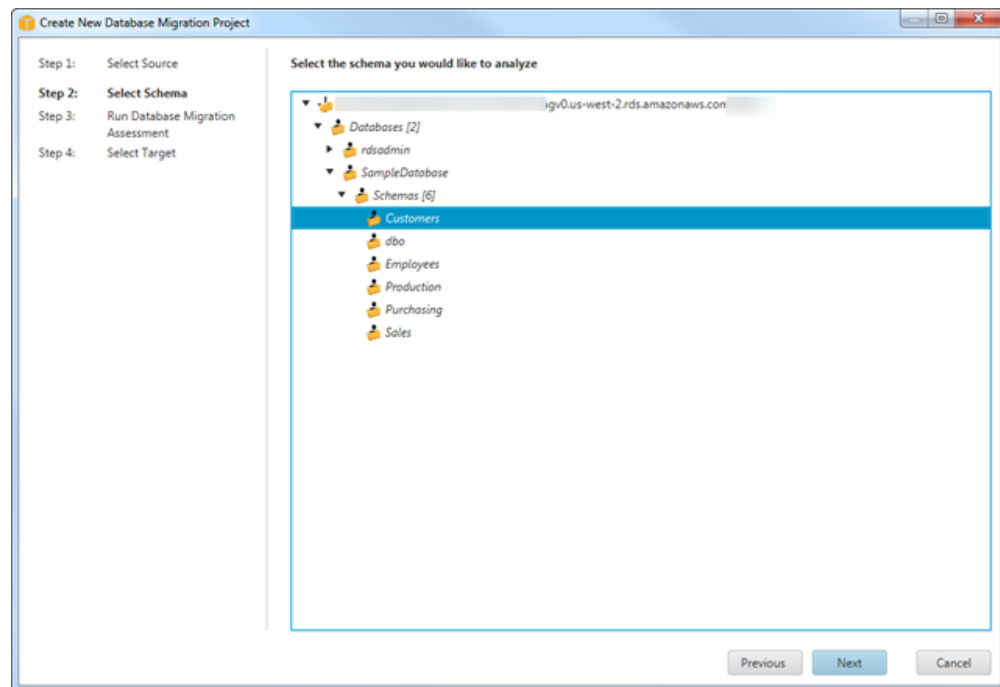 Create New Database Migration Project
Step 1: Select Source
Step 2: Select Schema
Step 3: Run Database Migration
Assessment
Step 4: Select Target
Select the schema you would like to analyze
gv0.us-west-2.rds.amazonaws.com
Databases [2]
rdsadmin
SampleDatabase
Schemas [6]
Customers
dbo
Employees
Production
Purchasing
Sales
Previous Next Cancel